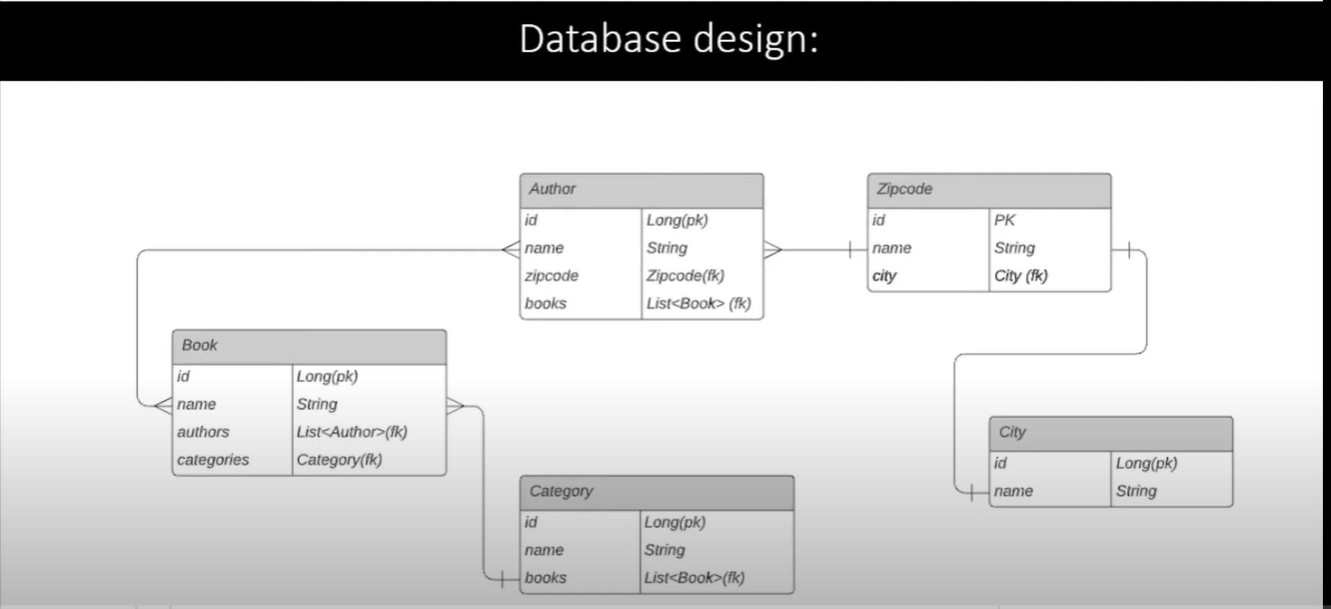 Database design:
Author
id Long(pk)
name String
zipcode Zipcode(fk)
books List<Book> (fk)
Zipcode
id PK
name String
city City (fk)
Book
id Long(pk)
name String
authors List<Author>(fk)
categories Category(fk)
City
id Long(pk)
name String
Category
id Long(pk)
name String
books List<Book>(fk)